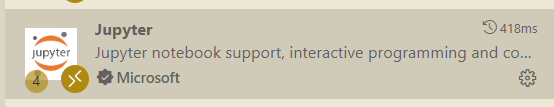 Jupyter 418ms
jupyter Jupyter notebook support, interactive programming and co...
4 Microsoft